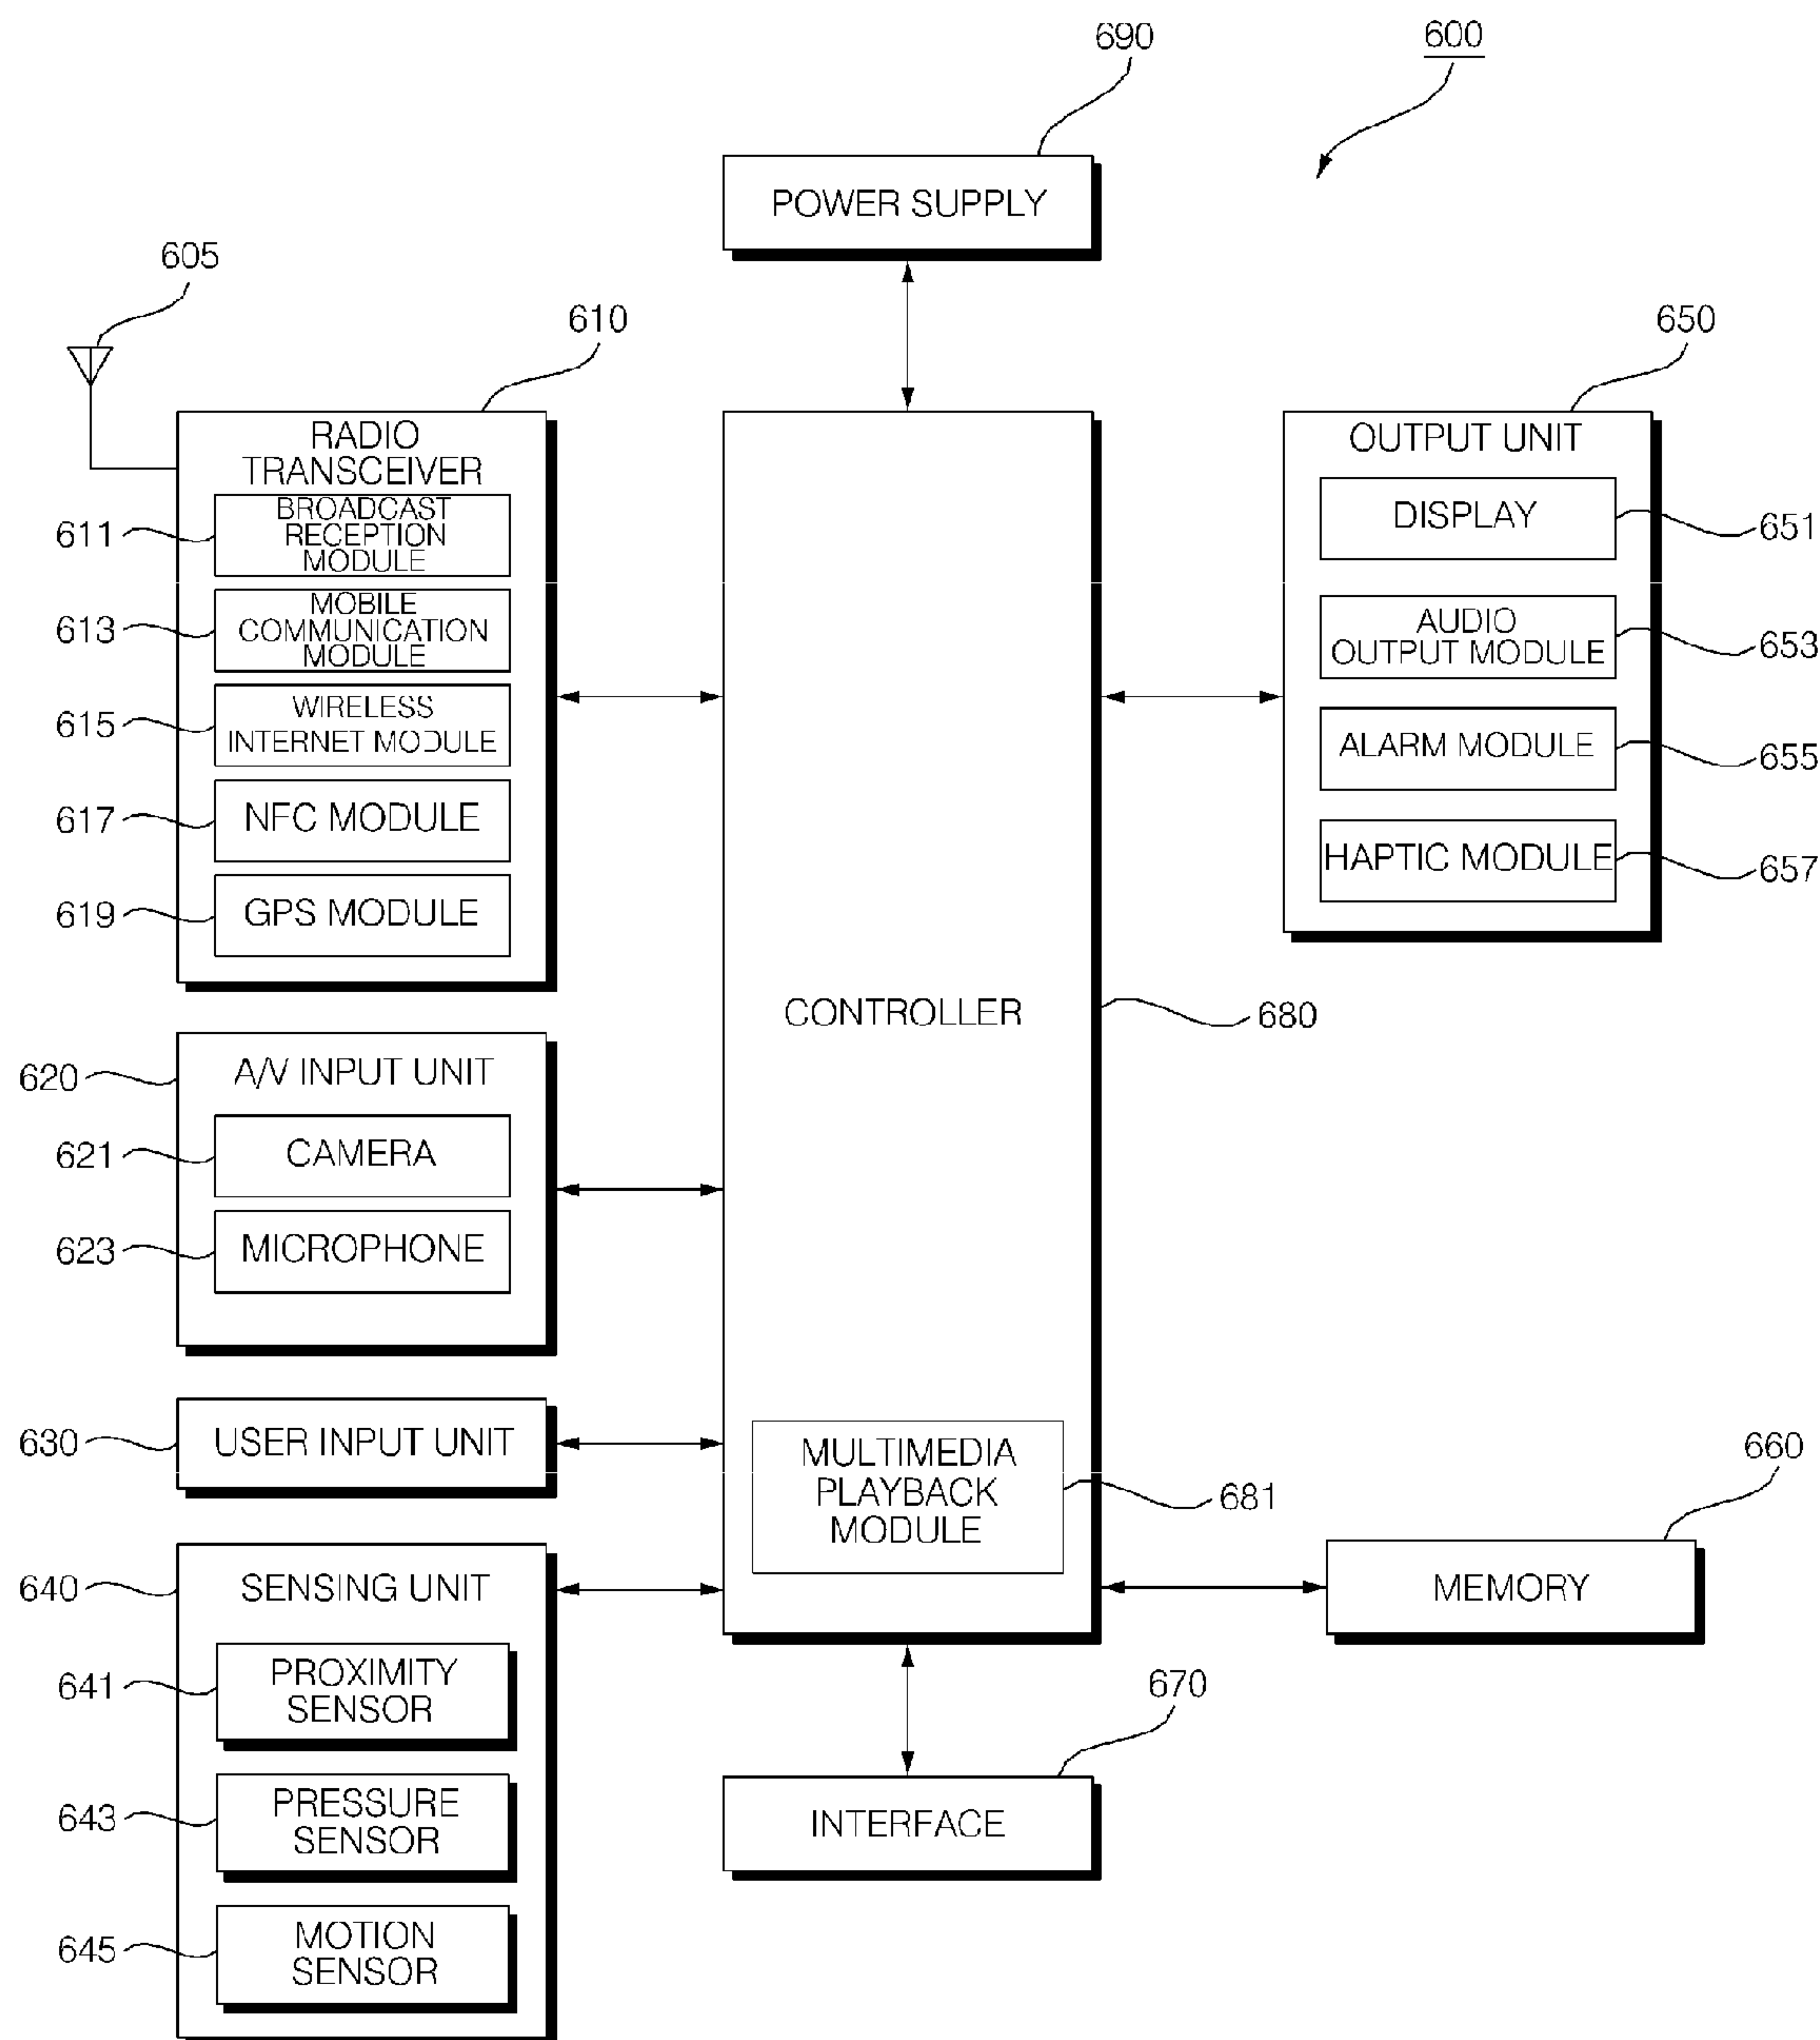 690
600
POWER SUPPLY
605
610
650
RADIO
TRANSCEIVER
BROADCAST
RECEPTION
MODULE
611
MOBILE
COMMUNICATION
MODULE
613
WIRELESS
INTERNET MODULE
615
NFC MODULE
617
GPS MODULE
619
OUTPUT UNIT
DISPLAY
651
AUDIO
OUTPUT MODULE
653
ALARM MODULE
655
HAPTIC MODULE
657
CONTROLLER
680
620
A/V INPUT UNIT
621
CAMERA
623
MICROPHONE
630
USER INPUT UNIT
MULTIMEDIA
PLAYBACK
MODULE
681
660
MEMORY
640
SENSING UNIT
641
PROXIMITY
SENSOR
643
PRESSURE
SENSOR
645
MOTION
SENSOR
670
INTERFACE